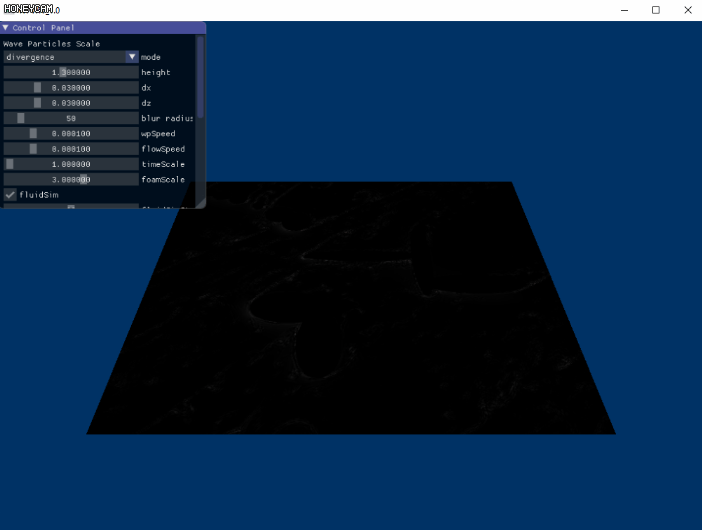 HONEYCAM
Control Panel
Wave Particles Scale
divergence mode
1.300000 height
0.030000 dx
0.030000 dz
50 blur radius
0.000100 wpSpeed
0.000100 flowSpeed
1.000000 timeScale
3.000000 foamScale
fluidSim